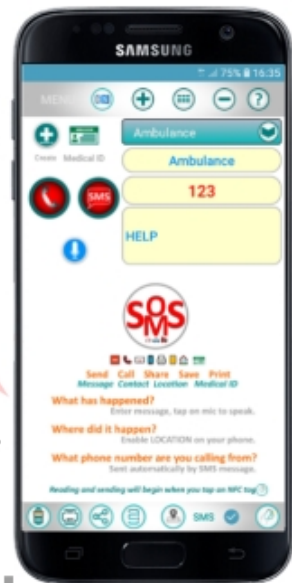 SAMSUNG
75% 16:35
MENU
Ambulance
Create Medical ID
Ambulance
SMS
123
HELP
SOS
SMS
Send Call Share Save Print
Message Contact Location Medical ID
What has happened?
Enter message, tap on mic to speak.
Where did it happen?
Enable LOCATION on your phone.
What phone number are you calling from?
Sent automatically by SMS message.
Reading and sending will begin when you tap on NFC tag
SMS